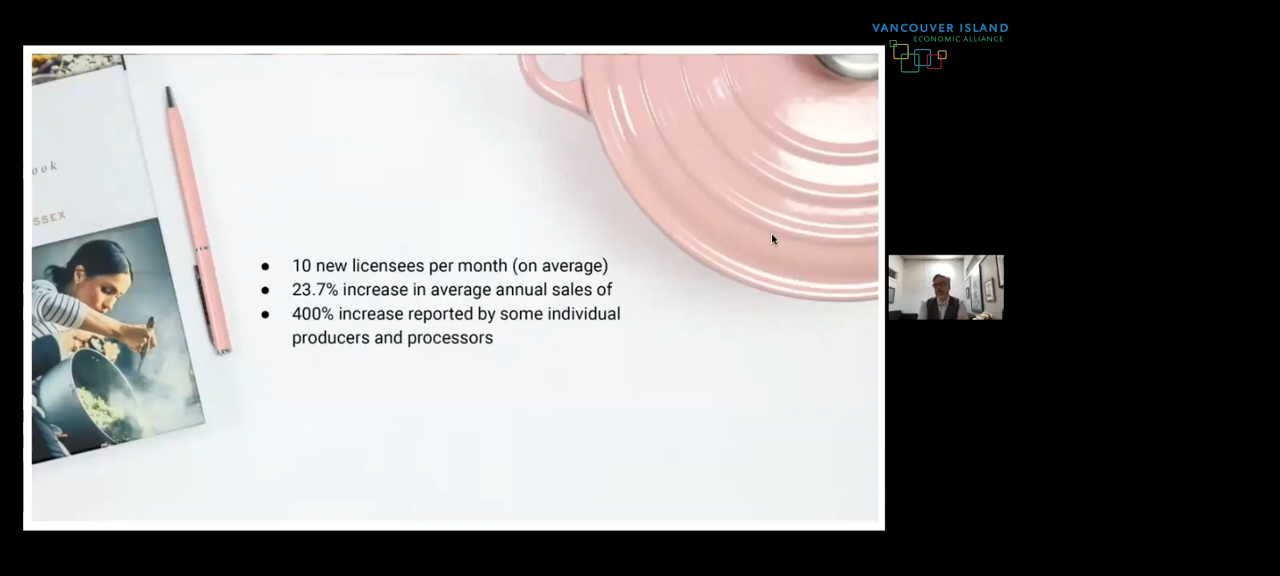 VANCOUVER ISLAND
ECONOMIC ALLIANCE
ook
SSEX
● 10 new licensees per month (on average)
● 23.7% increase in average annual sales of
● 400% increase reported by some individual
producers and processors